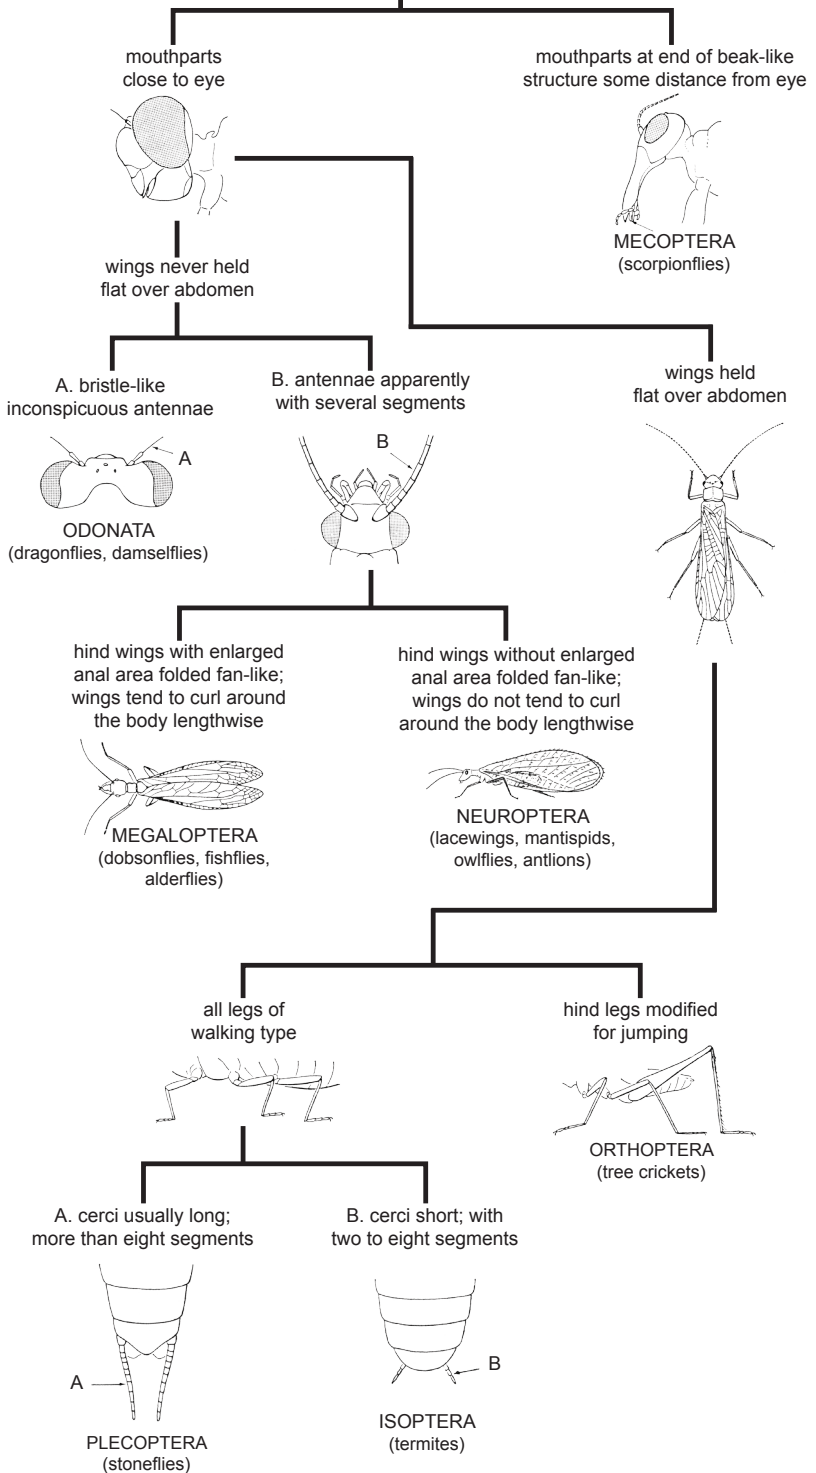 mouthparts
close to eye
mouthparts at end of beak-like
structure some distance from eye
MECOPTERA
(scorpionflies)
wings never held
flat over abdomen
wings held
flat over abdomen
A. bristle-like
inconspicuous antennae
B. antennae apparently
with several segments
A
B
ODONATA
(dragonflies, damselflies)
hind wings with enlarged
anal area folded fan-like;
wings tend to curl around
the body lengthwise
hind wings without enlarged
anal area folded fan-like;
wings do not tend to curl
around the body lengthwise
MEGALOPTERA
(dobsonflies, fishflies,
alderflies)
NEUROPTERA
(lacewings, mantispids,
owlflies, antlions)
all legs of
walking type
hind legs modified
for jumping
ORTHOPTERA
(tree crickets)
A. cerci usually long;
more than eight segments
B. cerci short; with
two to eight segments
A
B
PLECOPTERA
(stoneflies)
ISOPTERA
(termites)